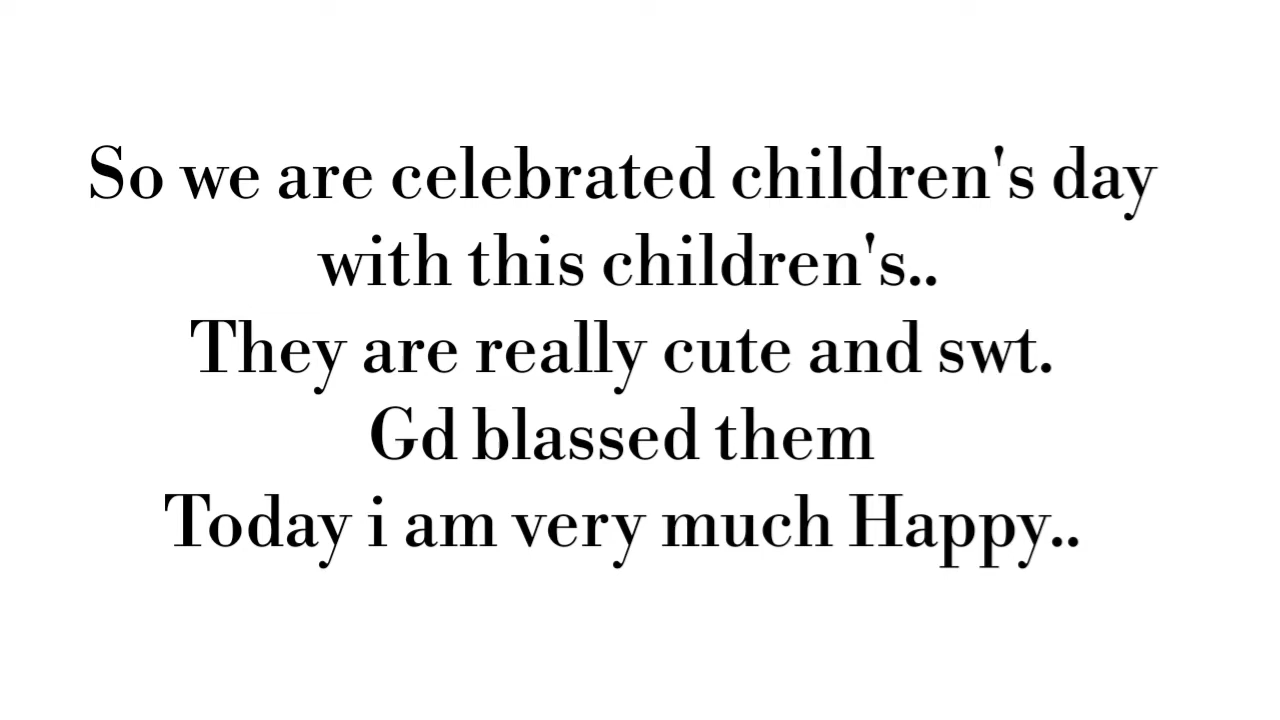 So we are celebrated children's day
with this children's..
They are really cute and swt.
Gd blassed them
Today i am very much Happy..